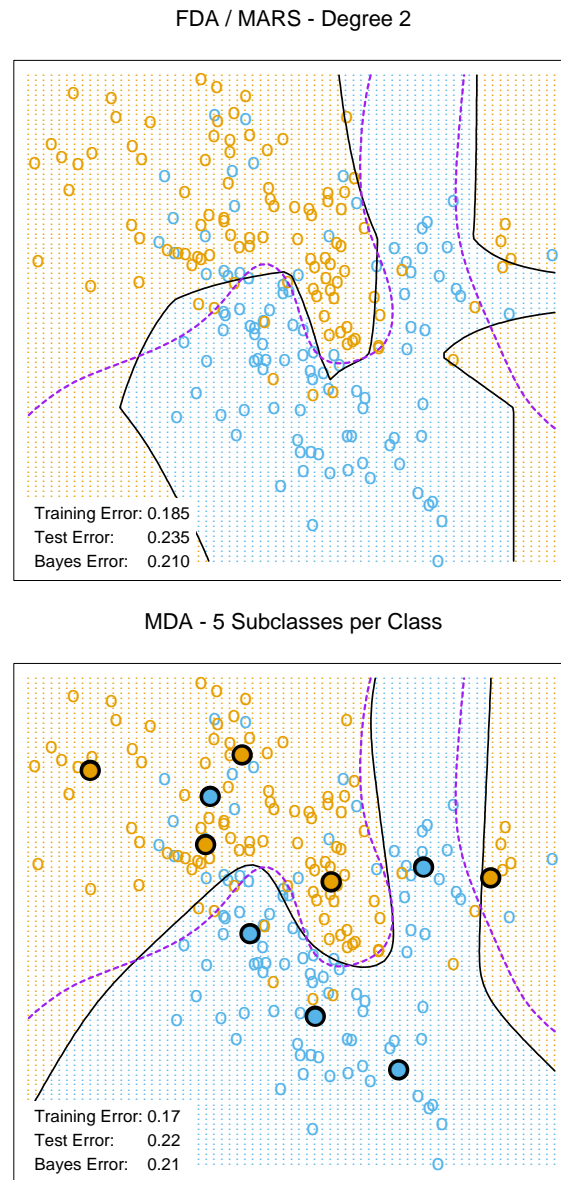 FDA / MARS - Degree 2
Training Error: 0.185
Test Error: 0.235
Bayes Error: 0.210
MDA - 5 Subclasses per Class
Training Error: 0.17
Test Error: 0.22
Bayes Error: 0.21